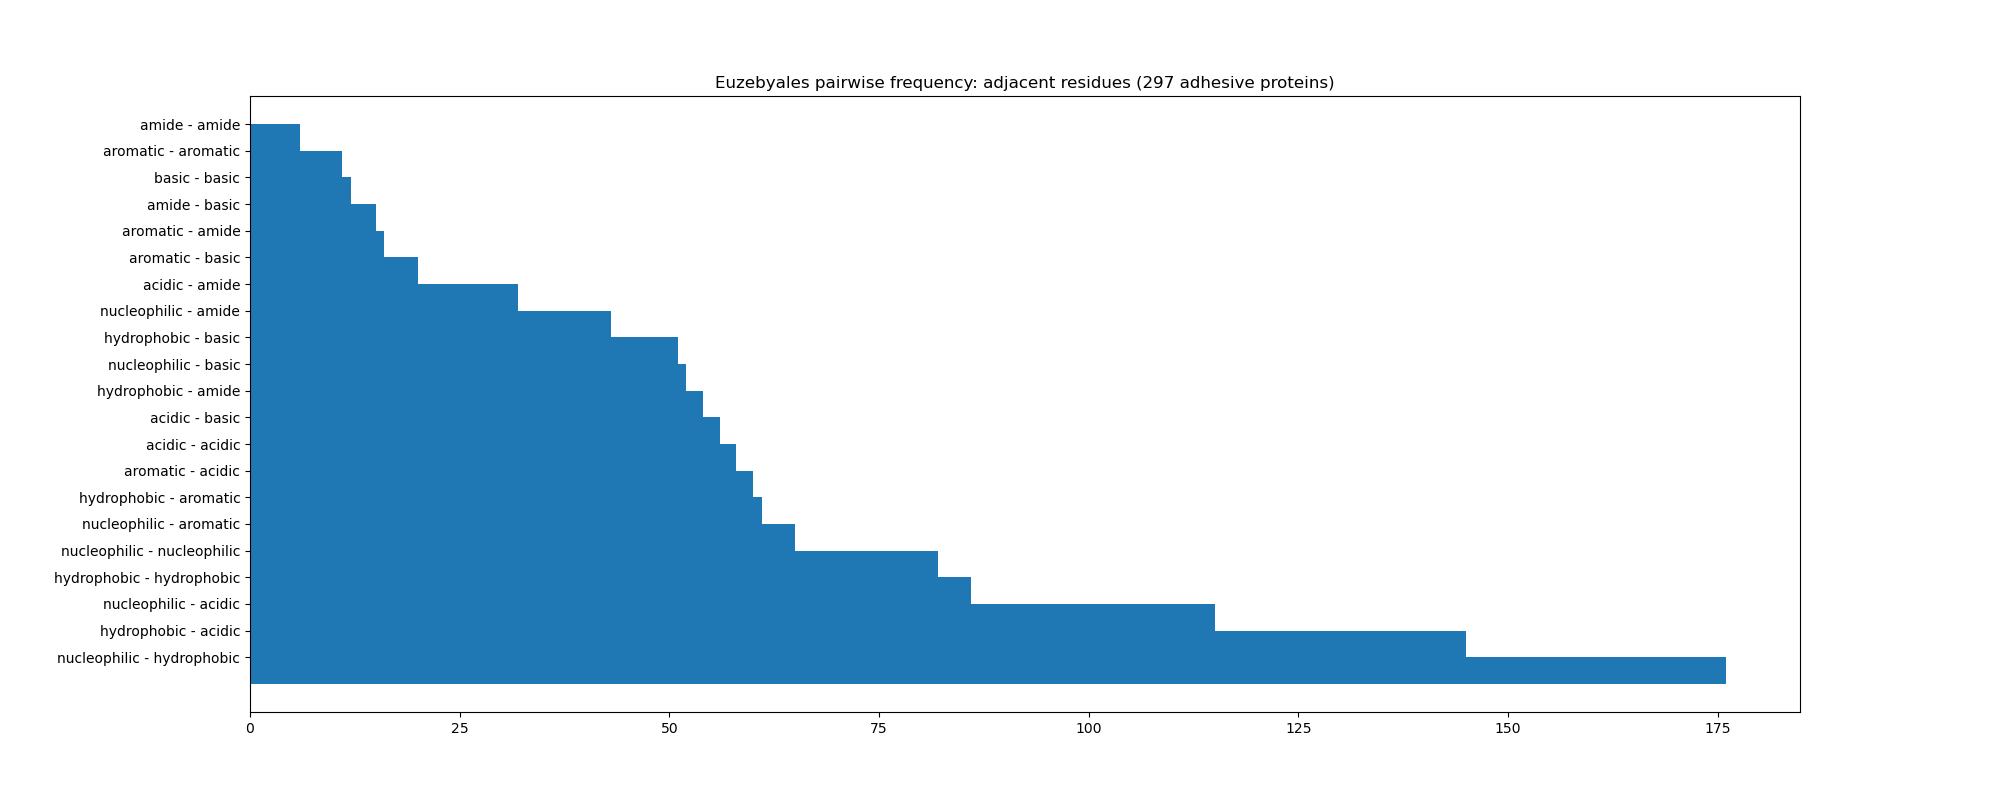 Euzebyales pairwise frequency: adjacent residues (297 adhesive proteins)
amide - amide
aromatic - aromatic
basic - basic
amide - basic
aromatic - amide
aromatic - basic
acidic - amide
nucleophilic - amide
hydrophobic - basic
nucleophilic - basic
hydrophobic - amide
acidic - basic
acidic - acidic
aromatic - acidic
hydrophobic - aromatic
nucleophilic - aromatic
nucleophilic - nucleophilic
hydrophobic - hydrophobic
nucleophilic - acidic
hydrophobic - acidic
nucleophilic - hydrophobic
0 25 50 75 100 125 150 175